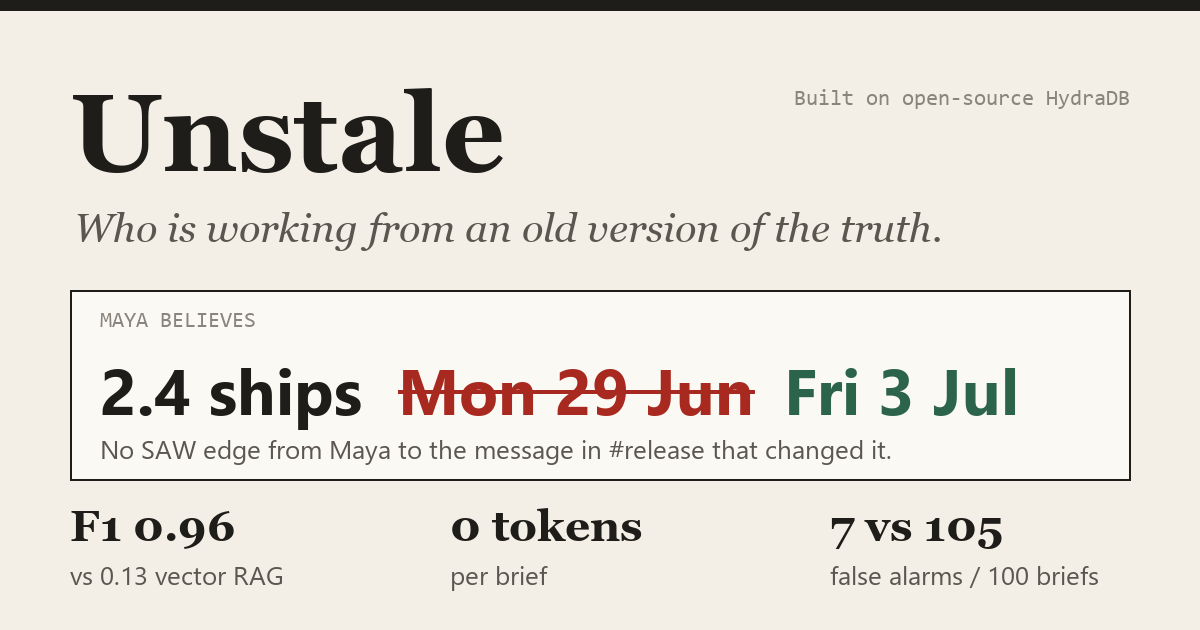 Unstale
Built on open-source HydraDB
Who is working from an old version of the truth.
MAYA BELIEVES
2.4 ships Mon 29 Jun Fri 3 Jul
No SAW edge from Maya to the message in #release that changed it.
F1 0.96
vs 0.13 vector RAG
0 tokens
per brief
7 vs 105
false alarms / 100 briefs